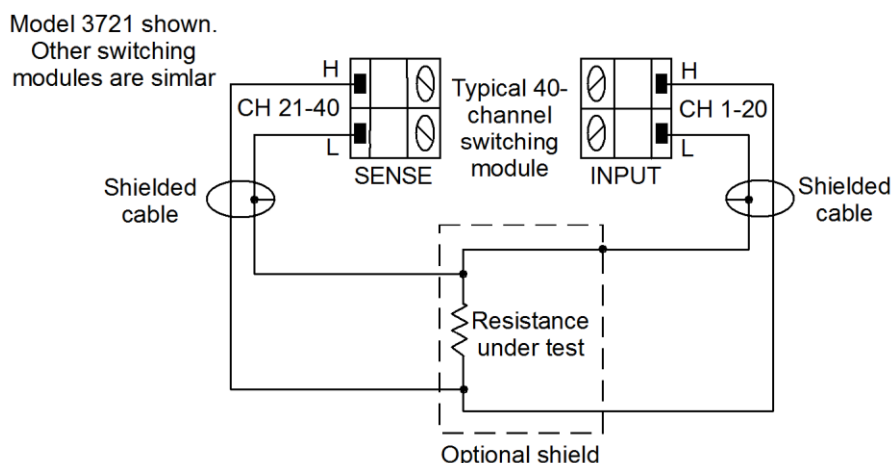 Model 3721 shown.
Other switching
modules are simlar
H
CH 21-40
L
SENSE
Typical 40-
channel
switching
module
H
CH 1-20
L
INPUT
Shielded
cable
Shielded
cable
Resistance
under test
Optional shield